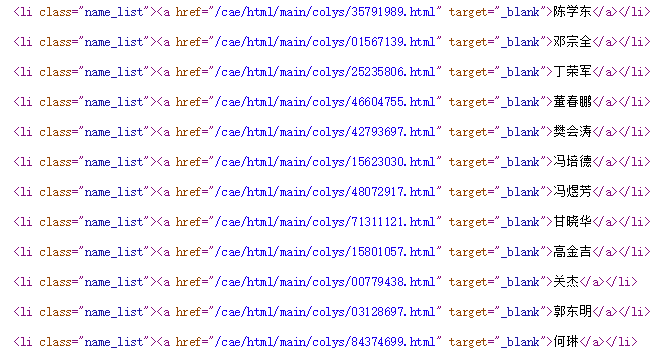 <li class="name_list"><a href="/cae/html/main/colys/35791989.html" target="_blank">陈学东</a></li>
<li class="name_list"><a href="/cae/html/main/colys/01567139.html" target="_blank">邓宗全</a></li>
<li class="name_list"><a href="/cae/html/main/colys/25235806.html" target="_blank">丁荣军</a></li>
<li class="name_list"><a href="/cae/html/main/colys/46604755.html" target="_blank">董春鹏</a></li>
<li class="name_list"><a href="/cae/html/main/colys/42793697.html" target="_blank">樊会涛</a></li>
<li class="name_list"><a href="/cae/html/main/colys/15623030.html" target="_blank">冯培德</a></li>
<li class="name_list"><a href="/cae/html/main/colys/48072917.html" target="_blank">冯煜芳</a></li>
<li class="name_list"><a href="/cae/html/main/colys/71311121.html" target="_blank">甘晓华</a></li>
<li class="name_list"><a href="/cae/html/main/colys/15801057.html" target="_blank">高金吉</a></li>
<li class="name_list"><a href="/cae/html/main/colys/00779438.html" target="_blank">关杰</a></li>
<li class="name_list"><a href="/cae/html/main/colys/03128697.html" target="_blank">郭东明</a></li>
<li class="name_list"><a href="/cae/html/main/colys/84374699.html" target="_blank">何琳</a></li>